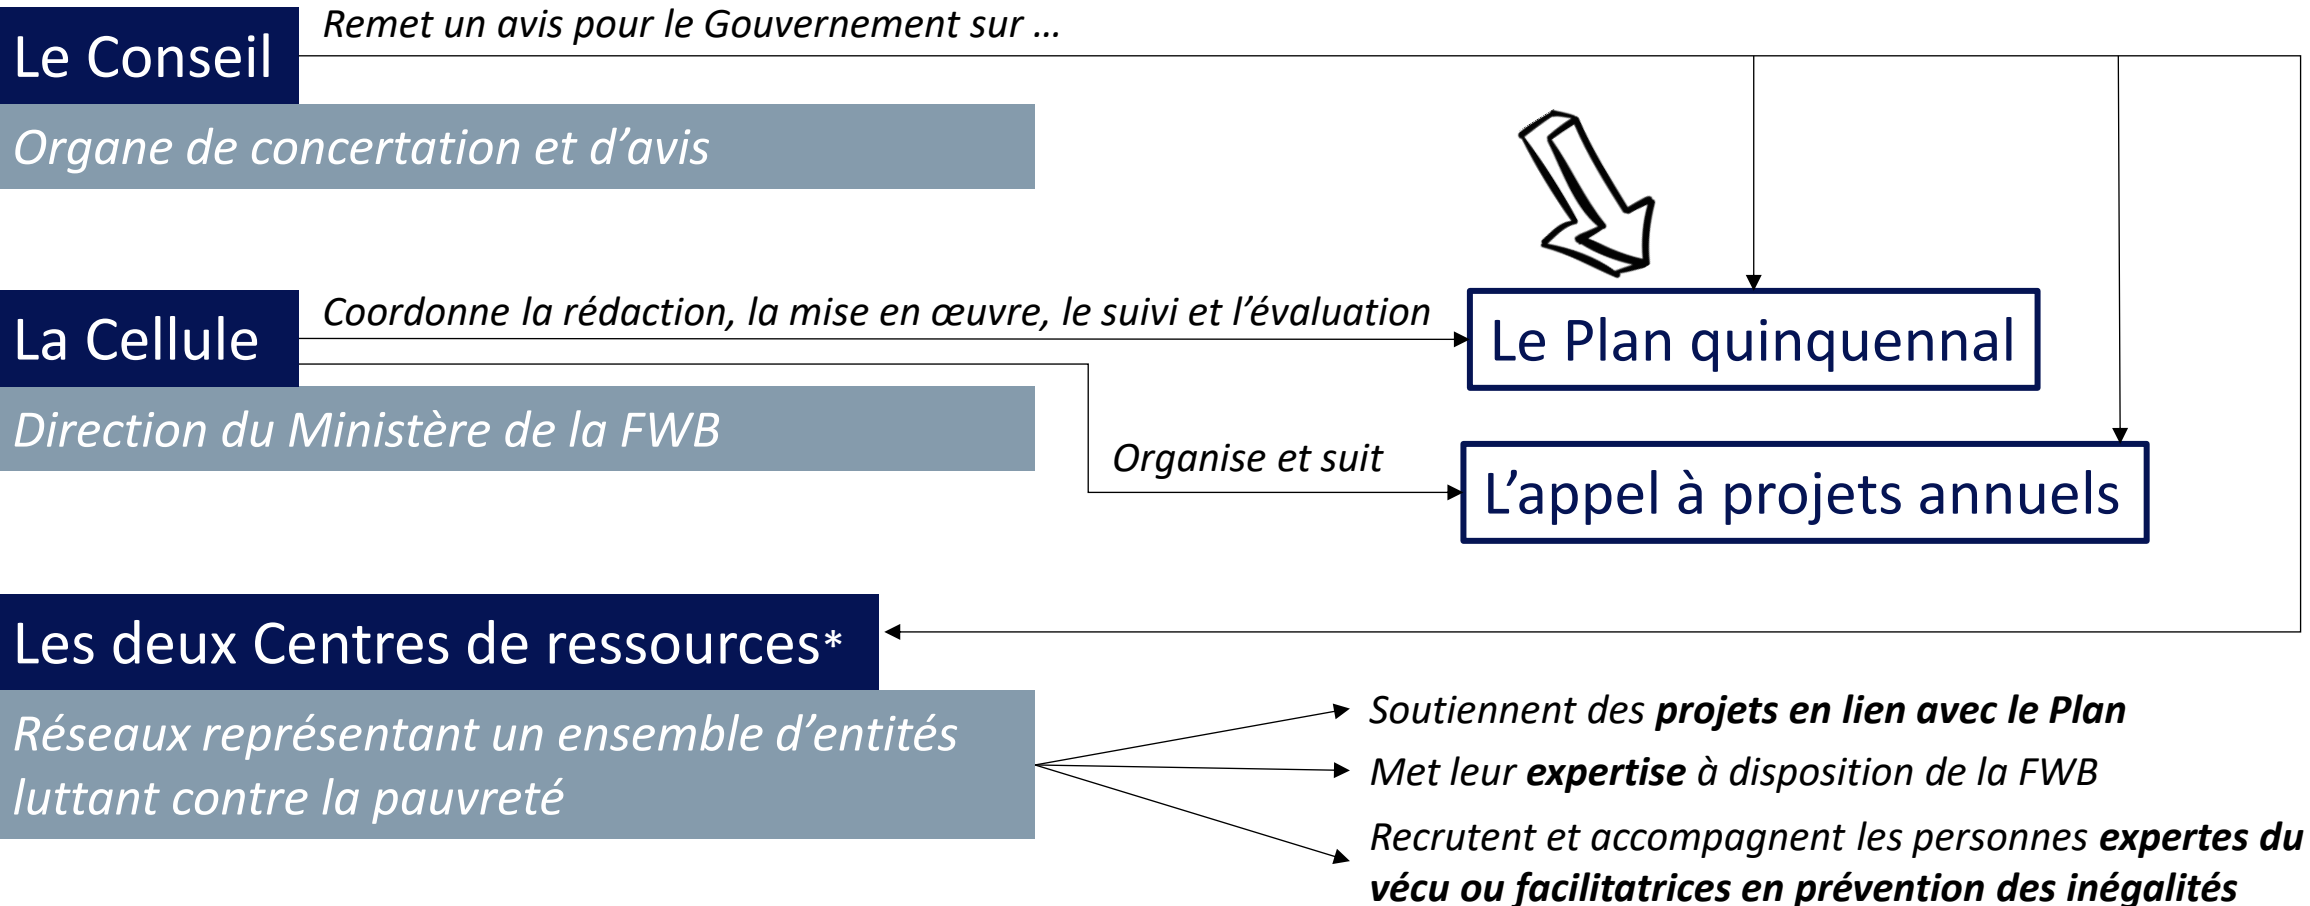 Remet un avis pour le Gouvernement sur …
Le Conseil
Organe de concertation et d’avis
Coordonne la rédaction, la mise en œuvre, le suivi et l’évaluation
La Cellule
Le Plan quinquennal
Direction du Ministère de la FWB
Organise et suit
L’appel à projets annuels
Les deux Centres de ressources*
Réseaux représentant un ensemble d’entités
luttant contre la pauvreté
Soutiennent des projets en lien avec le Plan
Met leur expertise à disposition de la FWB
Recrutent et accompagnent les personnes expertes du
vécu ou facilitatrices en prévention des inégalités